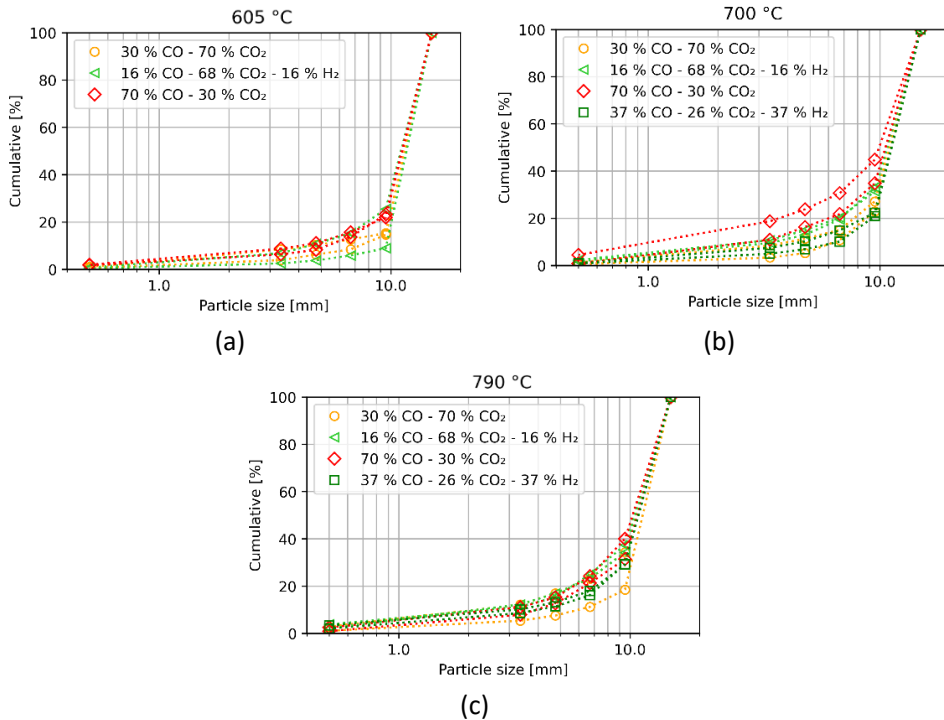 605 °C
100
80
60
40
20
0
Cumulative [%]
30 % CO - 70 % CO₂
16 % CO - 68 % CO₂ - 16 % H₂
70 % CO - 30 % CO₂
1.0
10.0
Particle size [mm]
(a)
700 °C
100
80
60
40
20
0
Cumulative [%]
30 % CO - 70 % CO₂
16 % CO - 68 % CO₂ - 16 % H₂
70 % CO - 30 % CO₂
37 % CO - 26 % CO₂ - 37 % H₂
1.0
10.0
Particle size [mm]
(b)
790 °C
100
80
60
40
20
0
Cumulative [%]
30 % CO - 70 % CO₂
16 % CO - 68 % CO₂ - 16 % H₂
70 % CO - 30 % CO₂
37 % CO - 26 % CO₂ - 37 % H₂
1.0
10.0
Particle size [mm]
(c)